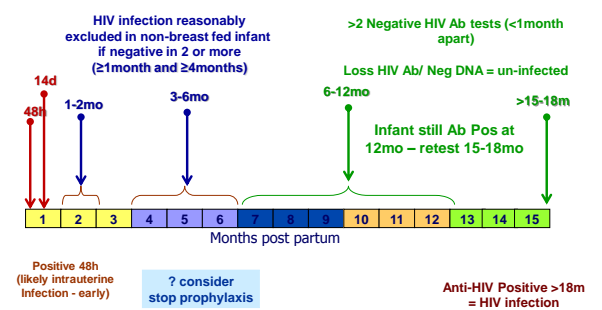 HIV infection reasonably
excluded in non-breast fed infant
if negative in 2 or more
(≥1month and ≥4months)
>2 Negative HIV Ab tests (<1month
apart)
Loss HIV Ab/ Neg DNA = un-infected
14d
48h
1-2mo
3-6mo
6-12mo
>15-18m
Infant still Ab Pos at
12mo – retest 15-18mo
1 2 3 4 5 6 7 8 9 10 11 12 13 14 15
Months post partum
Positive 48h
(likely intrauterine
Infection - early)
? consider
stop prophylaxis
Anti-HIV Positive >18m
= HIV infection